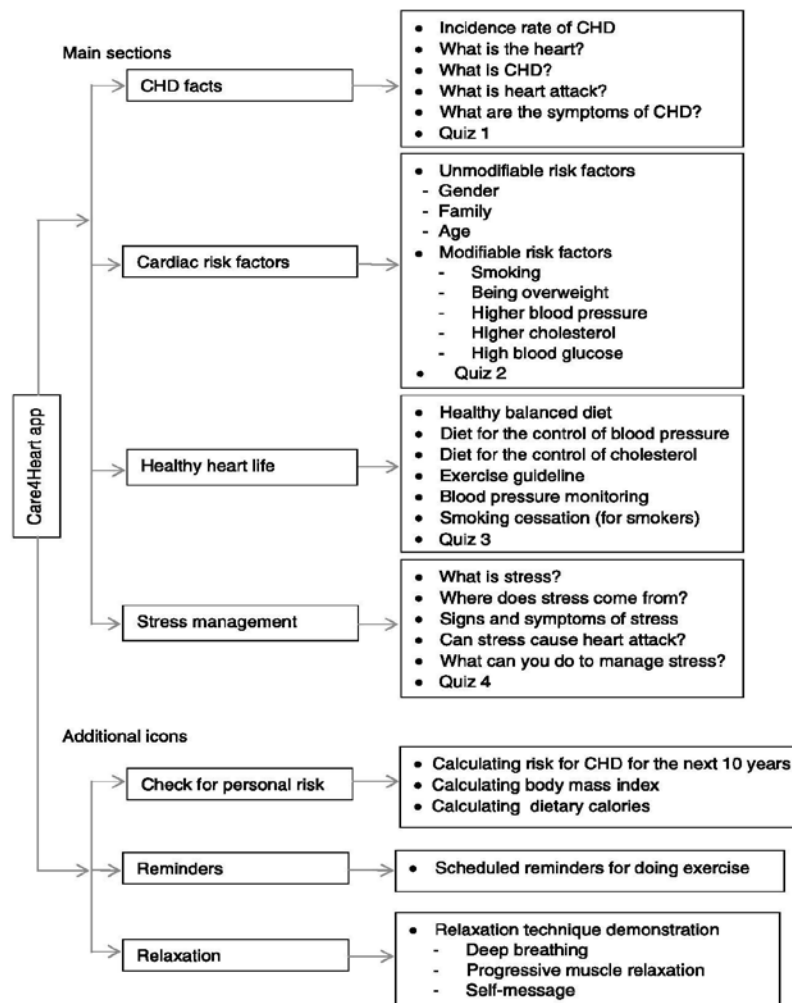 Main sections
CHD facts
• Incidence rate of CHD
• What is the heart?
• What is CHD?
• What is heart attack?
• What are the symptoms of CHD?
• Quiz 1
Cardiac risk factors
• Unmodifiable risk factors
- Gender
- Family
- Age
• Modifiable risk factors
- Smoking
- Being overweight
- Higher blood pressure
- Higher cholesterol
- High blood glucose
• Quiz 2
Care4Heart app
Healthy heart life
• Healthy balanced diet
• Diet for the control of blood pressure
• Diet for the control of cholesterol
• Exercise guideline
• Blood pressure monitoring
• Smoking cessation (for smokers)
• Quiz 3
Stress management
• What is stress?
• Where does stress come from?
• Signs and symptoms of stress
• Can stress cause heart attack?
• What can you do to manage stress?
• Quiz 4
Additional icons
Check for personal risk
• Calculating risk for CHD for the next 10 years
• Calculating body mass index
• Calculating dietary calories
Reminders
• Scheduled reminders for doing exercise
Relaxation
• Relaxation technique demonstration
- Deep breathing
- Progressive muscle relaxation
- Self-message